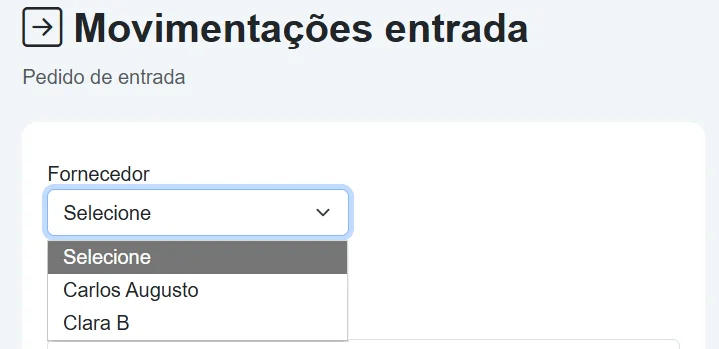 Movimentações entrada
Pedido de entrada
Fornecedor
Selecione
Selecione
Carlos Augusto
Clara B